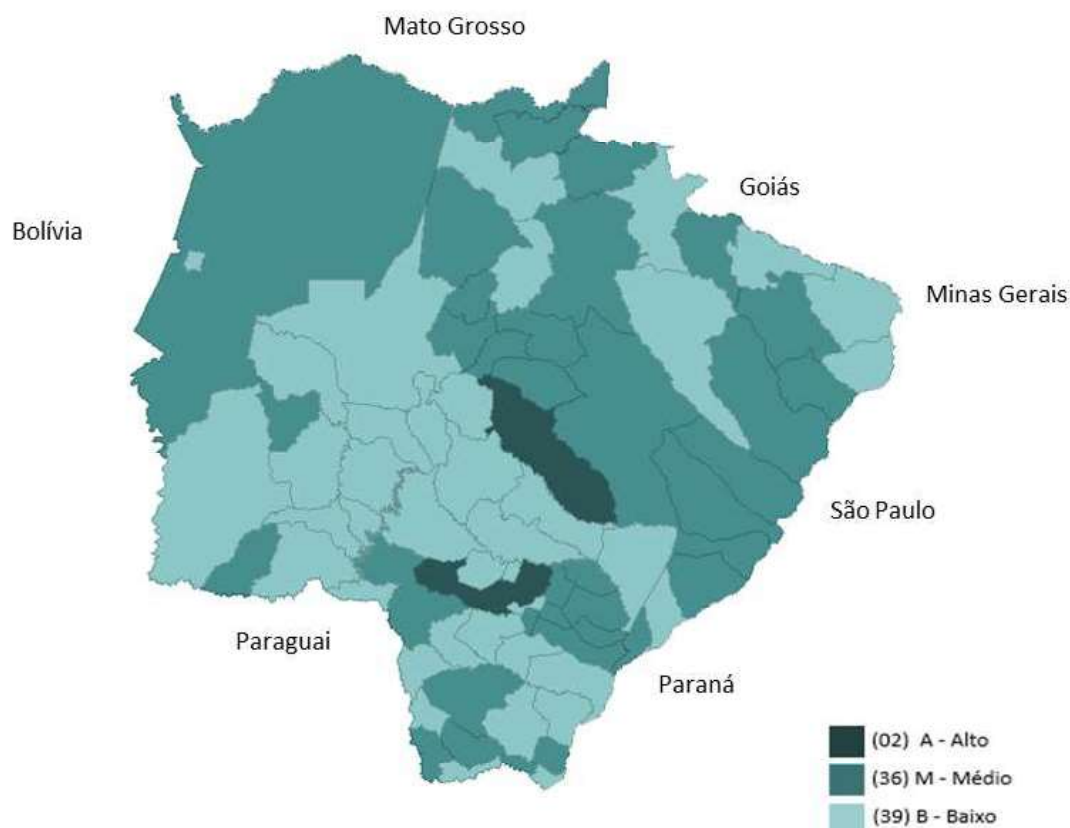 Mato Grosso
Goiás
Bolívia
Minas Gerais
São Paulo
Paraguai
Paraná
(02) A - Alto
(36) M - Médio
(39) B - Baixo